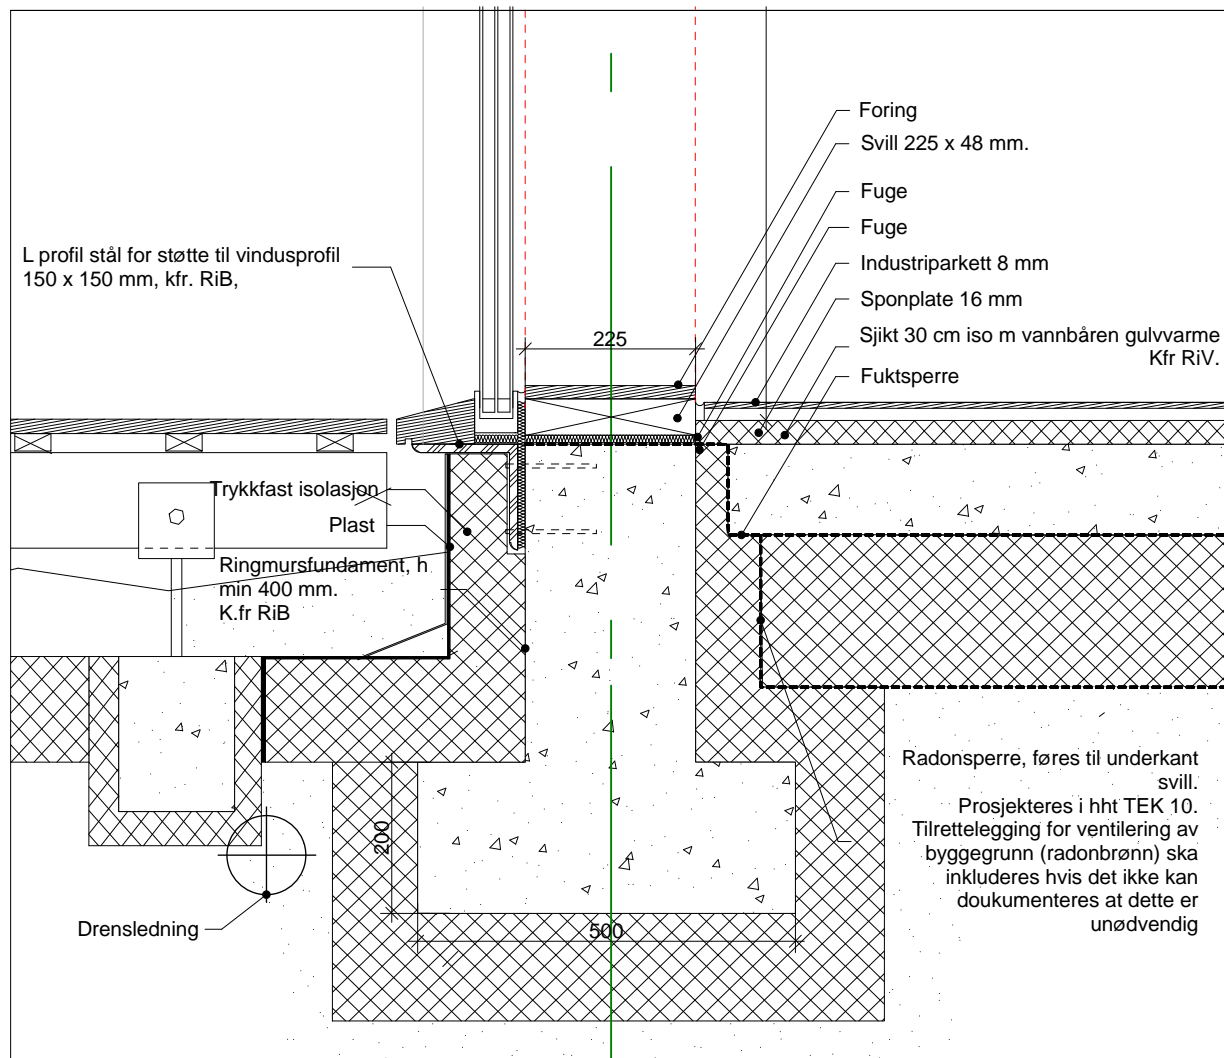 Foring
Svill 225 x 48 mm.
Fuge
Fuge
Industriparkett 8 mm
Sponplate 16 mm
Sjikt 30 cm iso m vannbåren gulvvarme
Kfr RiV.
Fuktsperre
L profil stål for støtte til vindusprofil
150 x 150 mm, kfr. RiB,
225
Trykkfast isolasjon
Plast
Ringmursfundament, h
min 400 mm.
K.fr RiB
Radonsperre, føres til underkant
svill.
Prosjekteres i hht TEK 10.
Tilrettelegging for ventilering av
byggegrunn (radonbrønn) ska
inkluderes hvis det ikke kan
doukumenteres at dette er
unødvendig
200
500
Drensledning